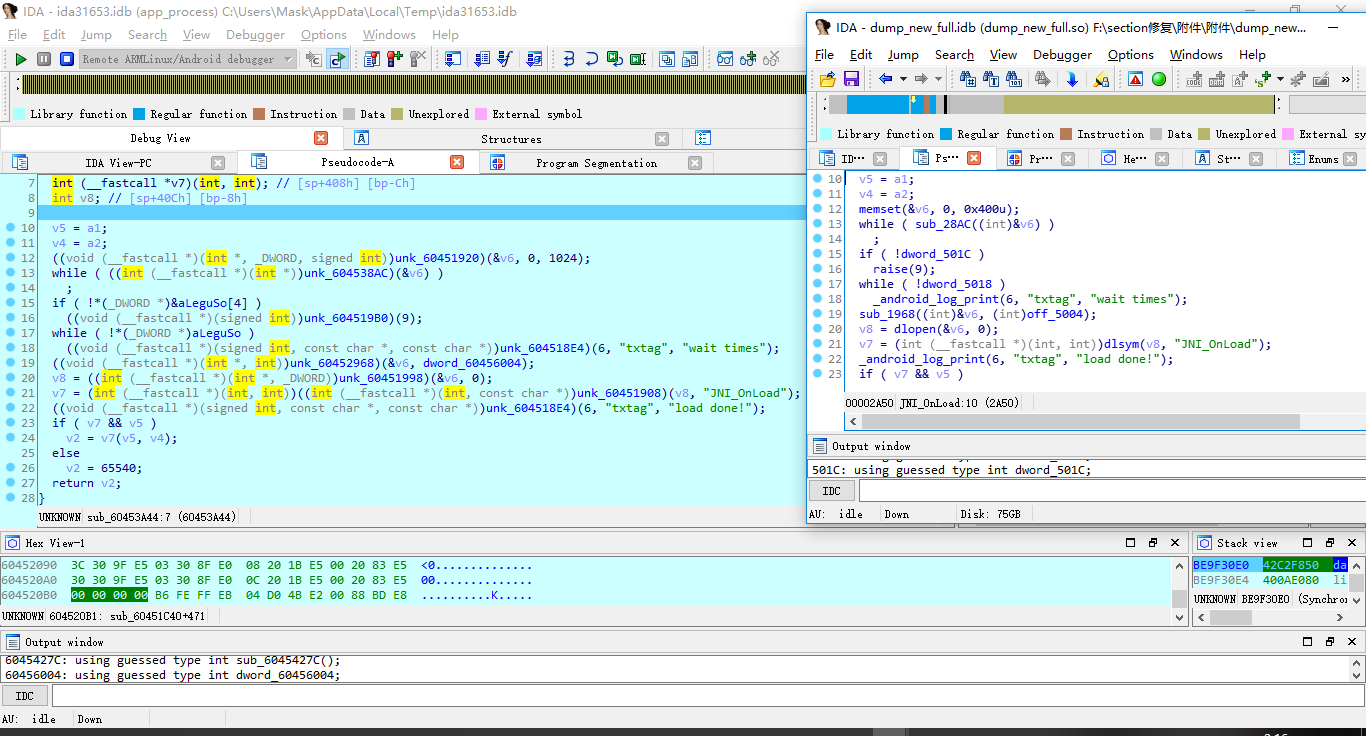 IDA - ida31653.idb (app_process) C:\Users\Mask\AppData\Local\Temp\ida31653.idb
File Edit Jump Search View Debugger Options Windows Help
Remote ARMLinux/Android debugger
Library function Regular function Instruction Data Unexplored External symbol
Debug View Structures
IDA View-PC Pseudocode-A Program Segmentation
7 int (__fastcall *v7)(int, int); // [sp+408h] [bp-Ch]
8 int v8; // [sp+40Ch] [bp-8h]
9
10 v5 = a1;
11 v4 = a2;
12 ((void (__fastcall *)(int *, _DWORD, signed int))unk_60451920)(&v6, 0, 1024);
13 while ( ((int (__fastcall *)(int *))unk_604538AC)(&v6) )
14 ;
15 if ( !*(_DWORD *)&aLeguSo[4] )
16 ((void (__fastcall *)(signed int))unk_604519B0)(9);
17 while ( !*(_DWORD *)aLeguSo )
18 ((void (__fastcall *)(signed int, const char *, const char *))unk_604518E4)(6, "txtag", "wait times");
19 ((void (__fastcall *)(int *, int))unk_60452968)(&v6, dword_60456004);
20 v8 = ((int (__fastcall *)(int *, _DWORD))unk_60451998)(&v6, 0);
21 v7 = (int (__fastcall *)(int, int))((int (__fastcall *)(int, const char *))unk_60451908)(v8, "JNI_OnLoad");
22 ((void (__fastcall *)(signed int, const char *, const char *))unk_604518E4)(6, "txtag", "load done!");
23 if ( v7 && v5 )
24 v2 = v7(v5, v4);
25 else
26 v2 = 65540;
27 return v2;
28 }
UNKNOWN sub_60453A44:7 (60453A44)
Hex View-1
60452090 3C 30 9F E5 03 30 8F E0 08 20 1B E5 00 20 83 E5 <0..............
604520A0 30 30 9F E5 03 30 8F E0 0C 20 1B E5 00 20 83 E5 00..............
604520B0 00 00 00 00 B6 FE FF EB 04 D0 4B E2 00 88 BD E8 ..........K.....
UNKNOWN 604520B1: sub_60451C40+471
Stack view
BE9F30E0 42C2F850 da
BE9F30E4 400AE080 li
UNKNOWN BE9F30E0 (Synchron
Output window
6045427C: using guessed type int sub_6045427C();
60456004: using guessed type int dword_60456004;
IDC
AU: idle Down
IDA - dump_new_full.idb (dump_new_full.so) F:\section修复\附件\附件\dump_new...
File Edit Jump Search View Debugger Options Windows Help
Library function Regular function Instruction Data Unexplored External sy
ID... Ps... Pr... He... St... Enums
10 v5 = a1;
11 v4 = a2;
12 memset(&v6, 0, 0x400u);
13 while ( sub_28AC((int)&v6) )
14 ;
15 if ( !dword_501C )
16 raise(9);
17 while ( !dword_5018 )
18 _android_log_print(6, "txtag", "wait times");
19 sub_1968((int)&v6, (int)off_5004);
20 v8 = dlopen(&v6, 0);
21 v7 = (int (__fastcall *)(int, int))dlsym(v8, "JNI_OnLoad");
22 _android_log_print(6, "txtag", "load done!");
23 if ( v7 && v5 )
00002A50 JNI_OnLoad:10 (2A50)
Output window
501C: using guessed type int dword_501C;
IDC
AU: idle Down Disk: 75GB